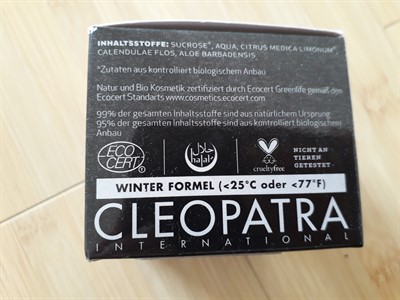 INHALTSSTOFFE: SUCROSE*, AQUA, CITRUS MEDICA LIMONUM*,
CALENDULAE FLOS, ALOE BARBADENSIS
*Zutaten aus kontrolliert biologischem Anbau
Natur und Bio Kosmetik zertifiziert durch Ecocert Greenlife gemäß den
Ecocert Standarts www.cosmetics.ecocert.com
99% der gesamten Inhaltsstoffe sind aus natürlichem Ursprung
95% der gesamten Inhaltsstoffe sind aus kontrolliert biologischem
Anbau
ECO
CERT
حلال
halal
crueltyfree
NICHT AN
TIEREN
GETESTET
WINTER FORMEL (<25°C oder <77°F)
CLEOPATRA
INTERNATIONAL